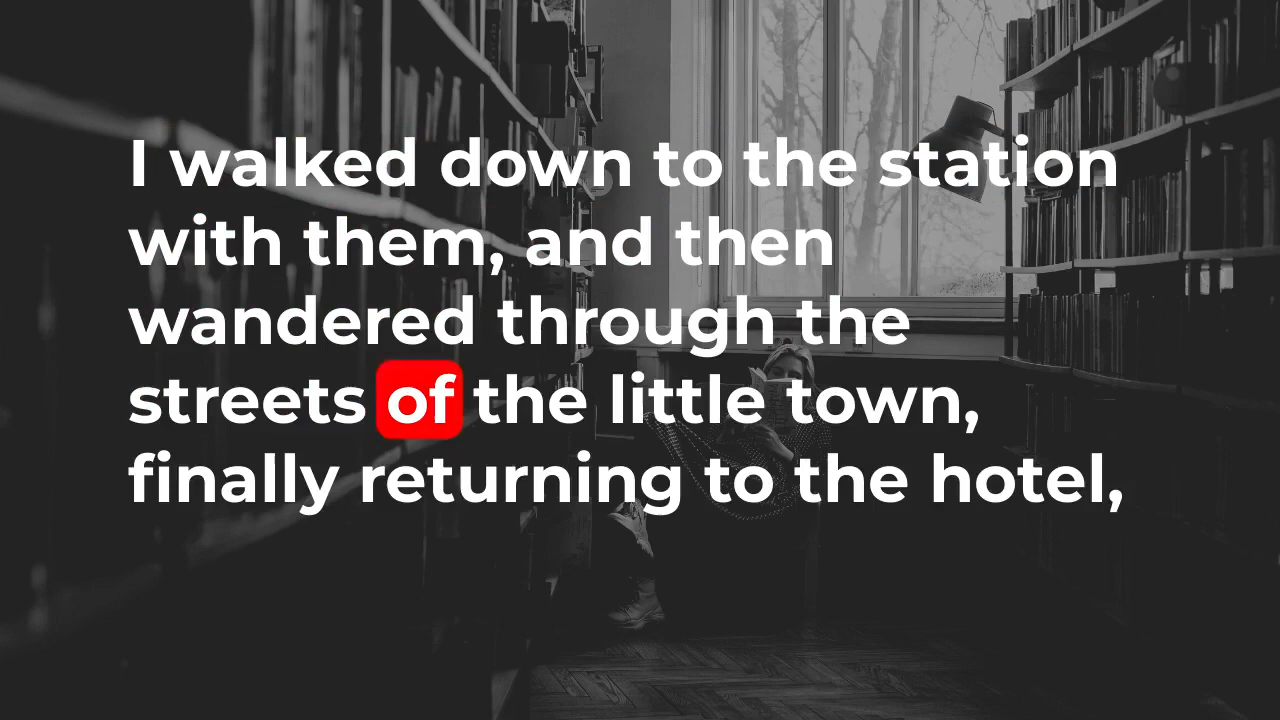 I walked down to the station
with them, and then
wandered through the
streets of the little town,
finally returning to the hotel,